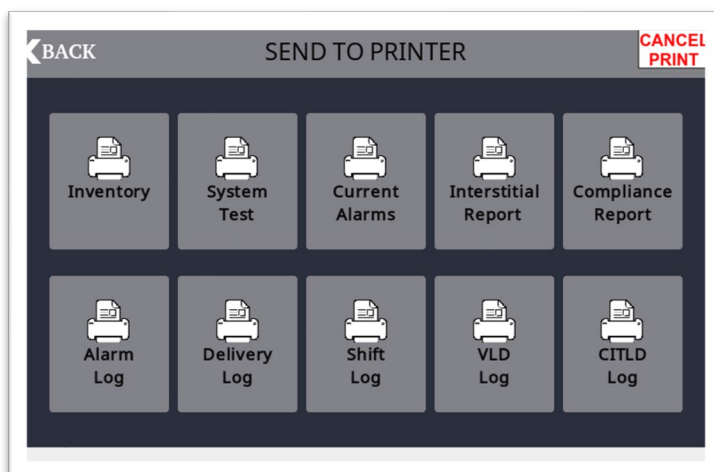 BACK
SEND TO PRINTER
CANCEL
PRINT
Inventory
System
Test
Current
Alarms
Interstitial
Report
Compliance
Report
Alarm
Log
Delivery
Log
Shift
Log
VLD
Log
CITLD
Log